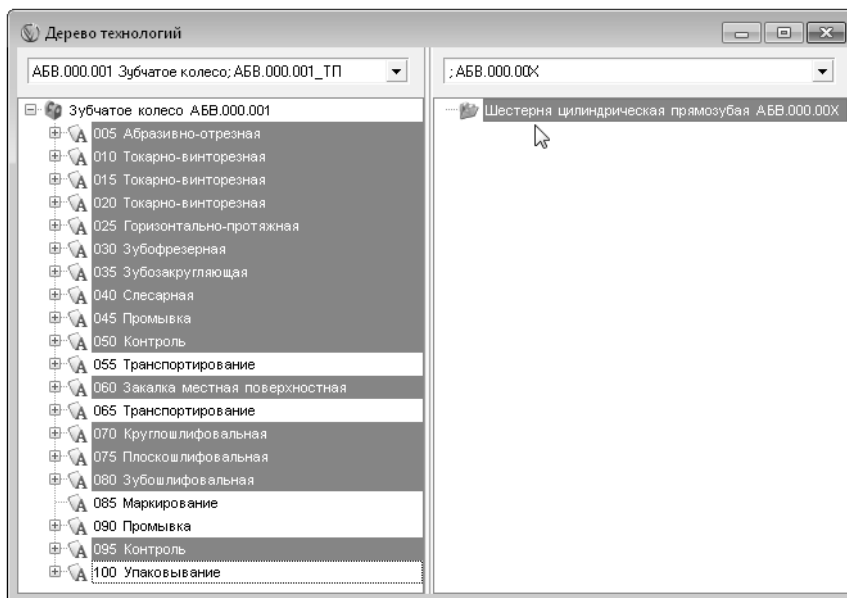 Дерево технологий
АБВ.000.001 Зубчатое колесо; АБВ.000.001_ТП
; АБВ.000.00X
Зубчатое колесо АБВ.000.001
005 Абразивно-отрезная
010 Токарно-винторезная
015 Токарно-винторезная
020 Токарно-винторезная
025 Горизонтально-протяжная
030 Зубофрезерная
035 Зубозакругляющая
040 Слесарная
045 Промывка
050 Контроль
055 Транспортирование
060 Закалка местная поверхностная
065 Транспортирование
070 Круглошлифовальная
075 Плоскошлифовальная
080 Зубошлифовальная
085 Маркирование
090 Промывка
095 Контроль
100 Упаковывание
Шестерня цилиндрическая прямозубая АБВ.000.00X